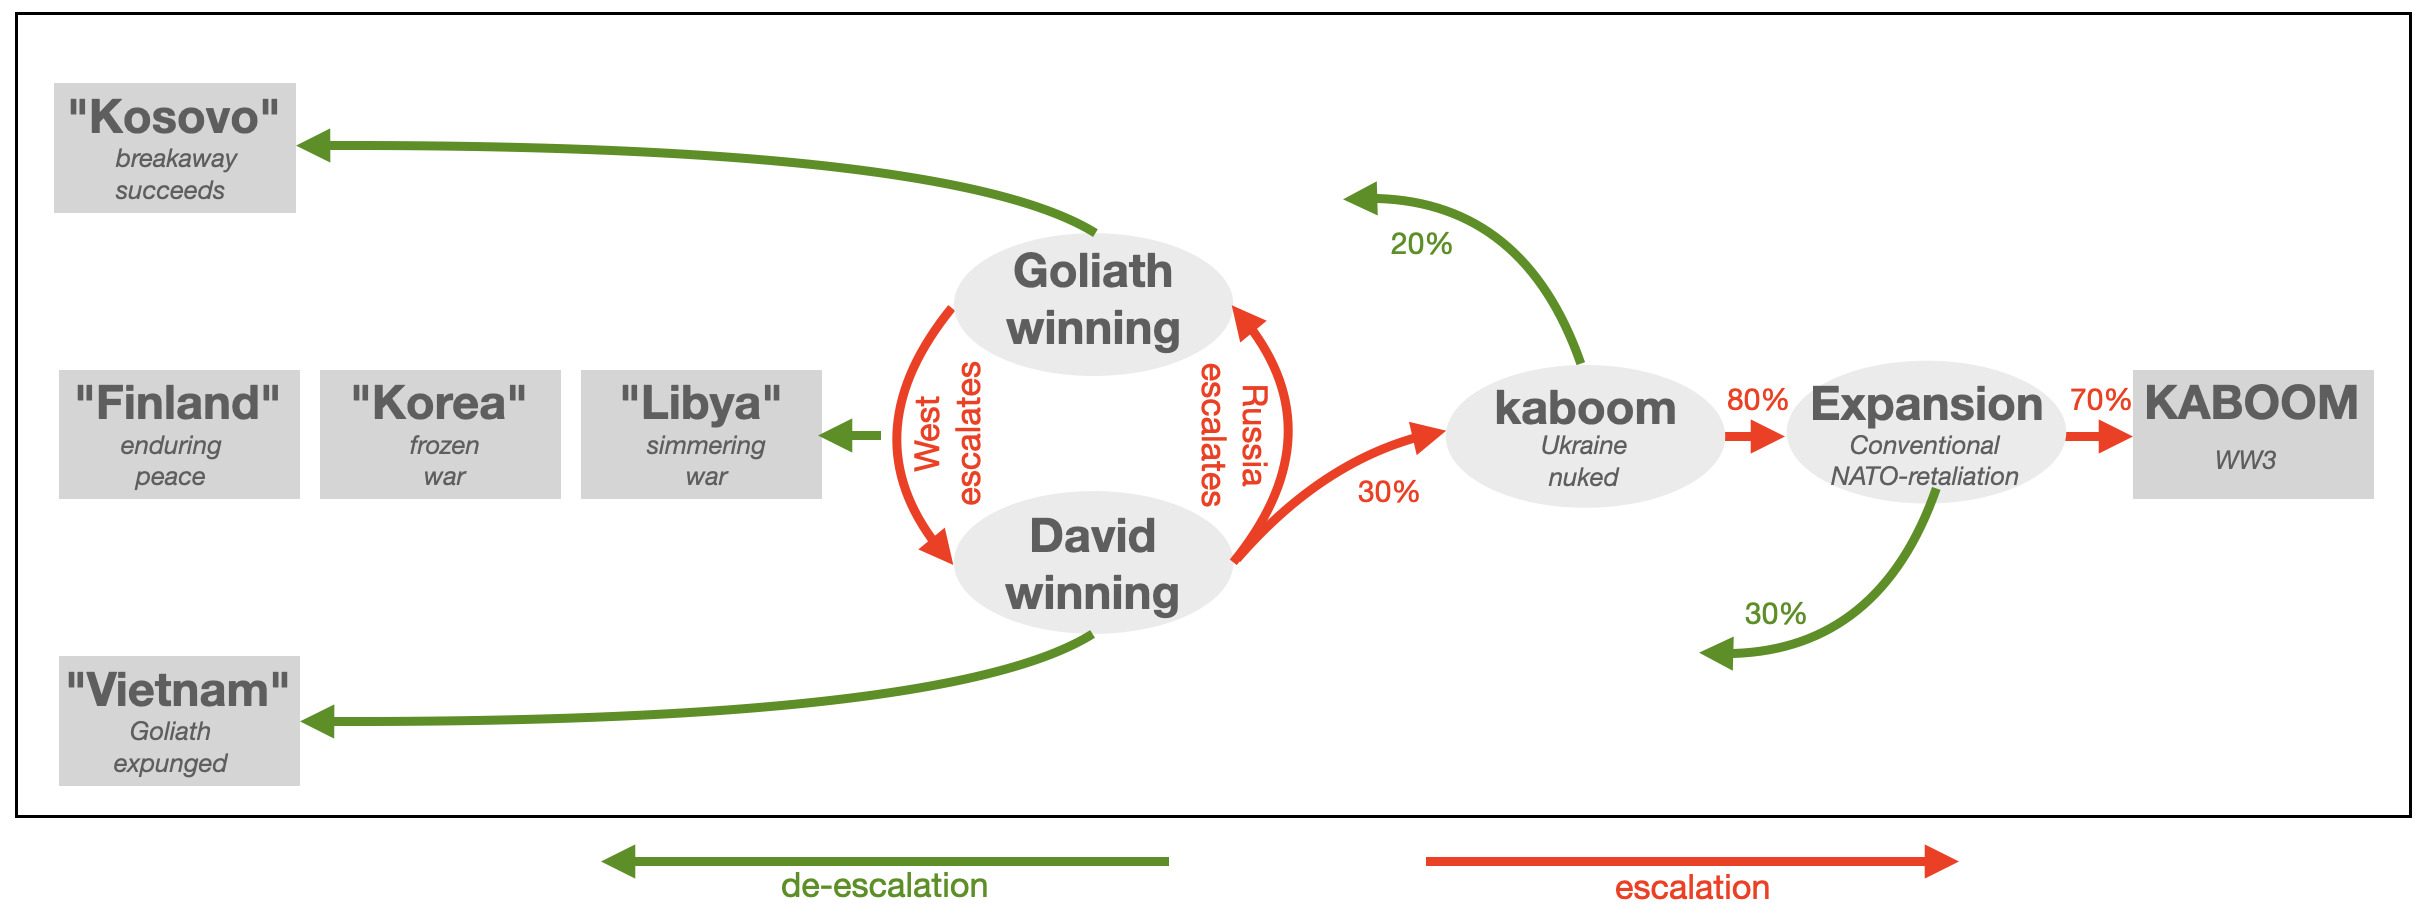 "Kosovo"
breakaway
succeeds
20%
Goliath
winning
West
escalates
Russia
escalates
"Finland"
enduring
peace
"Korea"
frozen
war
"Libya"
simmering
war
30%
kaboom
Ukraine
nuked
80%
Expansion
Conventional
NATO-retaliation
70%
KABOOM
WW3
David
winning
30%
"Vietnam"
Goliath
expunged
de-escalation
escalation